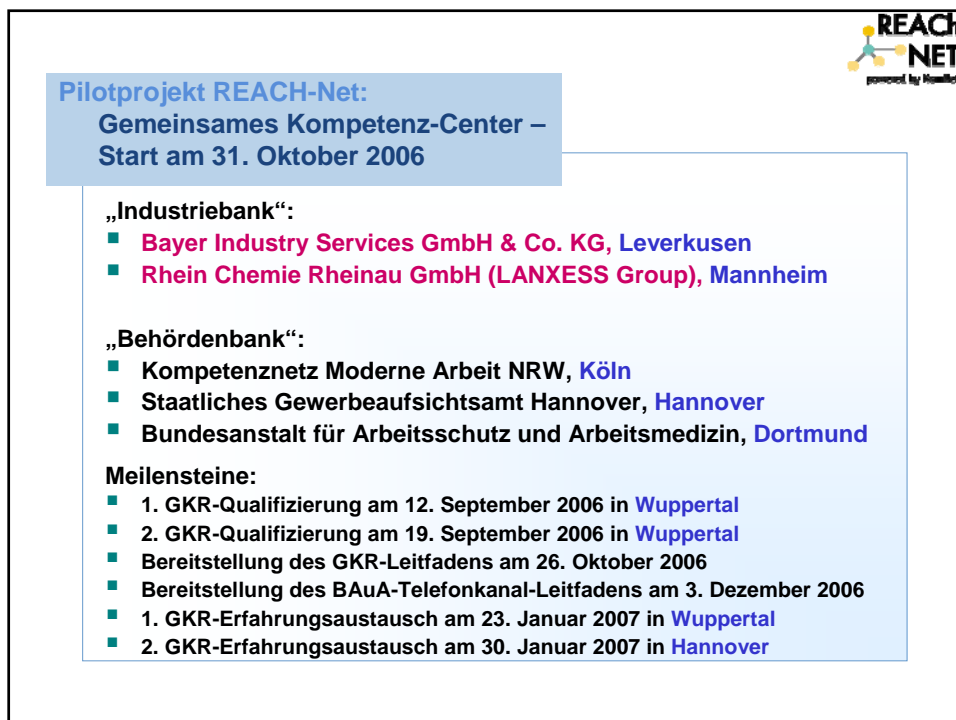 REACh
NET
powered by
Pilotprojekt REACH-Net:
Gemeinsames Kompetenz-Center –
Start am 31. Oktober 2006
„Industriebank“:
Bayer Industry Services GmbH & Co. KG, Leverkusen
Rhein Chemie Rheinau GmbH (LANXESS Group), Mannheim
„Behördenbank“:
Kompetenznetz Moderne Arbeit NRW, Köln
Staatliches Gewerbeaufsichtsamt Hannover, Hannover
Bundesanstalt für Arbeitsschutz und Arbeitsmedizin, Dortmund
Meilensteine:
1. GKR-Qualifizierung am 12. September 2006 in Wuppertal
2. GKR-Qualifizierung am 19. September 2006 in Wuppertal
Bereitstellung des GKR-Leitfadens am 26. Oktober 2006
Bereitstellung des BAuA-Telefonkanal-Leitfadens am 3. Dezember 2006
1. GKR-Erfahrungsaustausch am 23. Januar 2007 in Wuppertal
2. GKR-Erfahrungsaustausch am 30. Januar 2007 in Hannover